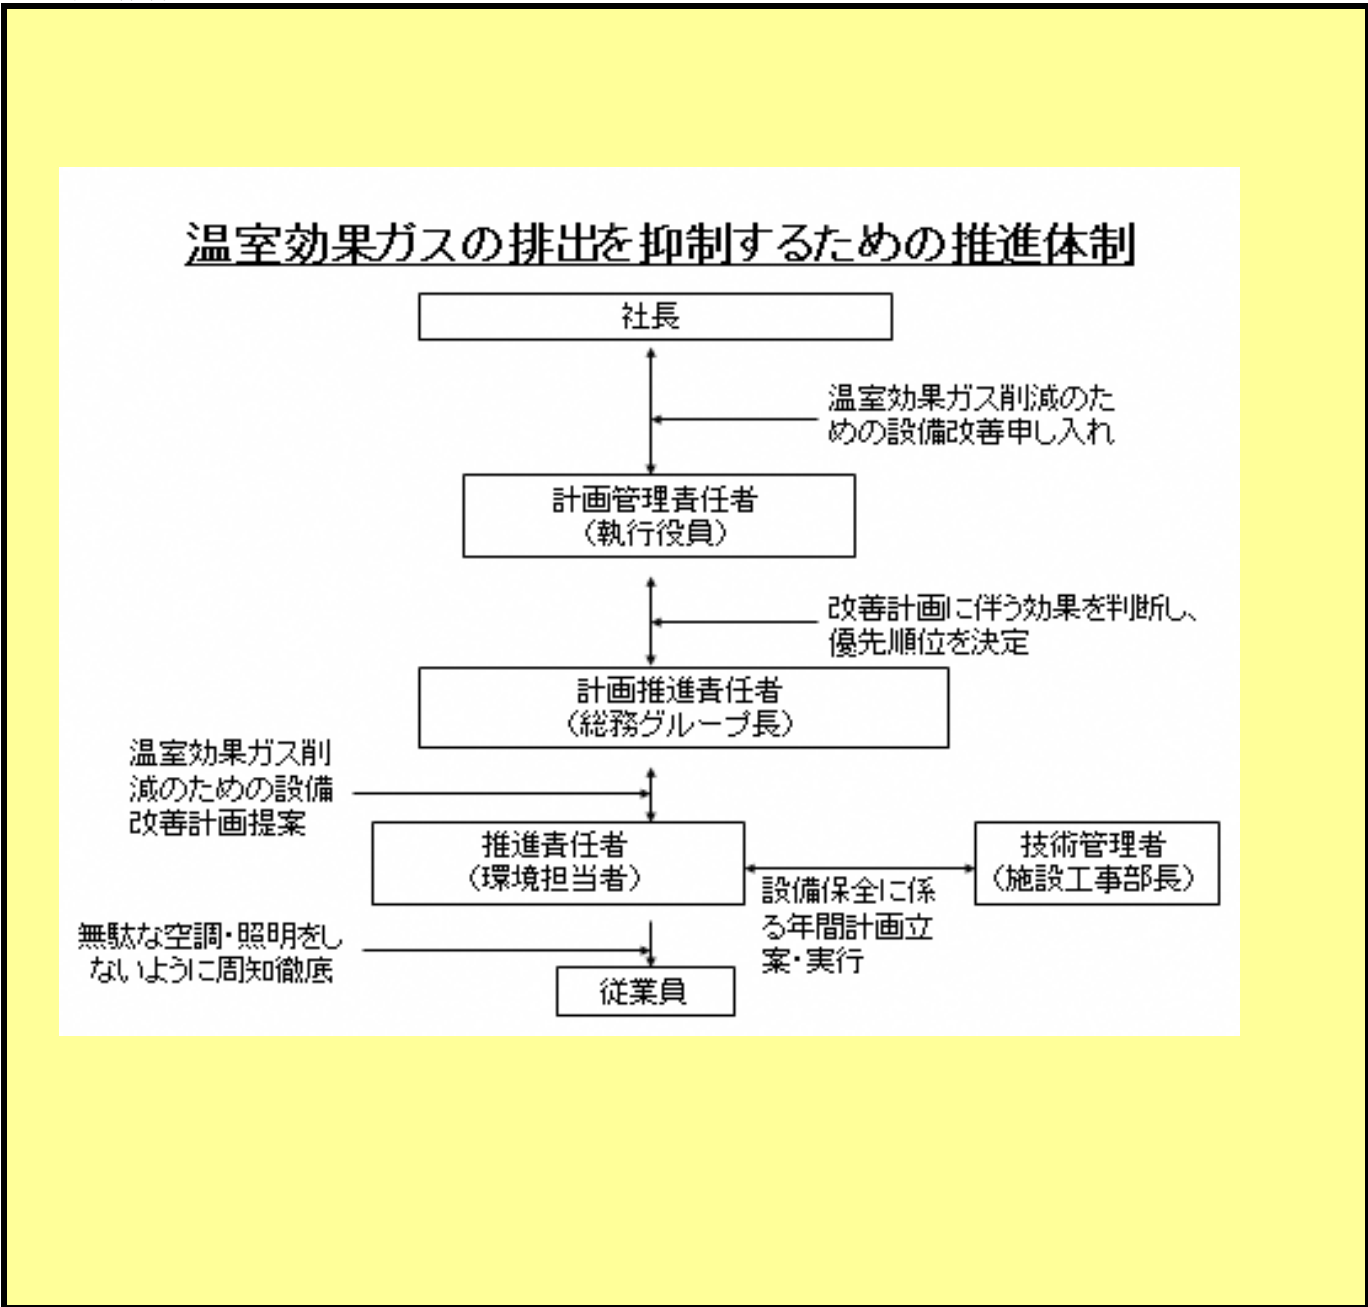 温室効果ガスの排出を抑制するための推進体制
社長
温室効果ガス削減のた
めの設備改善申し入れ
計画管理責任者
（執行役員）
改善計画に伴う効果を判断し、
優先順位を決定
計画推進責任者
（総務グループ長）
温室効果ガス削
減のための設備
改善計画提案
推進責任者
（環境担当者）
技術管理者
（施設工事部長）
設備保全に係
る年間計画立
案・実行
無駄な空調・照明をし
ないように周知徹底
従業員